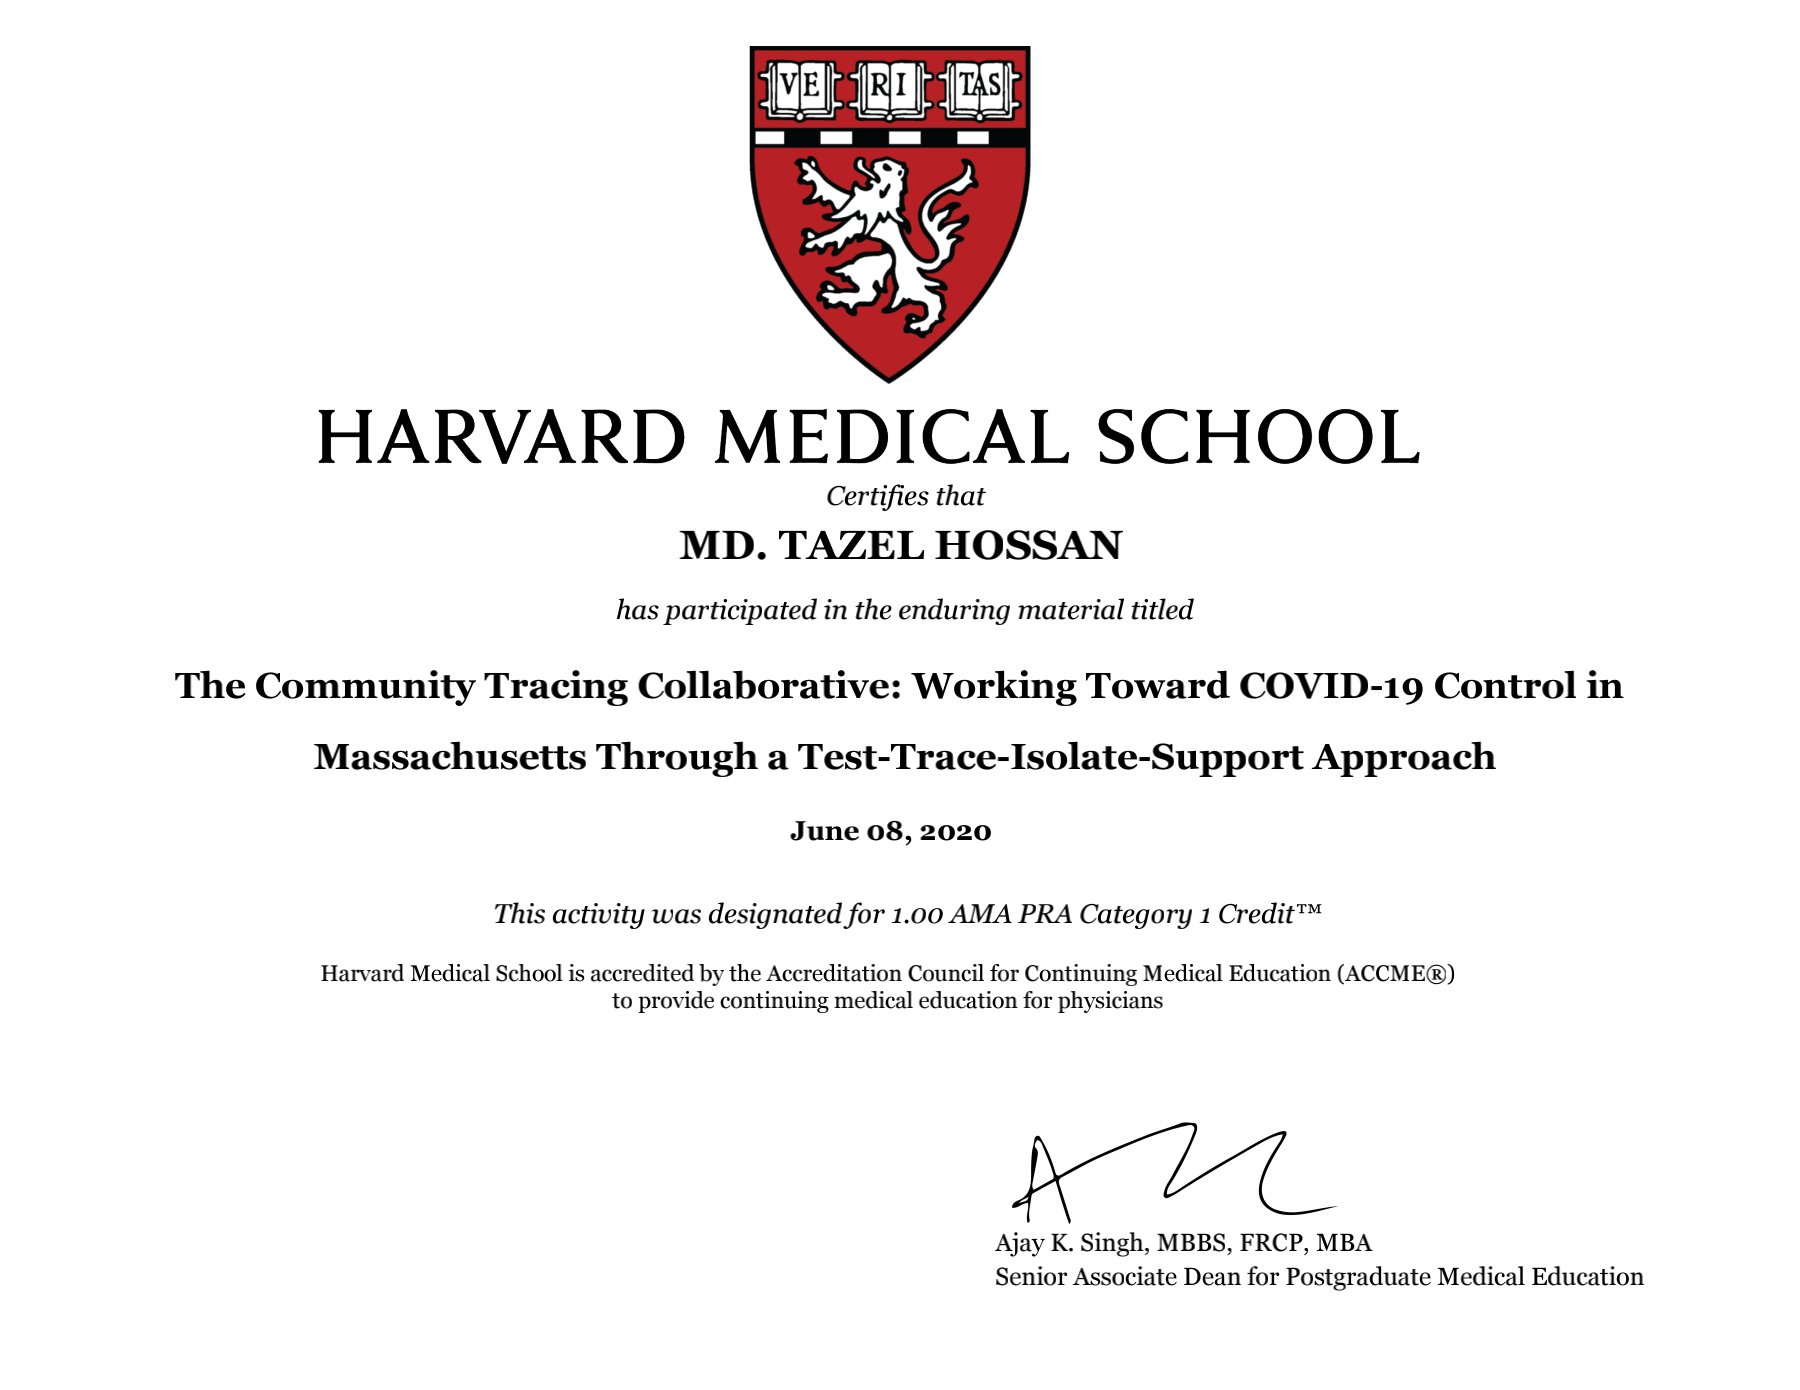 VE RI TAS
HARVARD MEDICAL SCHOOL
Certifies that
MD. TAZEL HOSSAN
has participated in the enduring material titled
The Community Tracing Collaborative: Working Toward COVID-19 Control in
Massachusetts Through a Test-Trace-Isolate-Support Approach
June 08, 2020
This activity was designated for 1.00 AMA PRA Category 1 Credit™
Harvard Medical School is accredited by the Accreditation Council for Continuing Medical Education (ACCME®)
to provide continuing medical education for physicians
Ajay K. Singh, MBBS, FRCP, MBA
Senior Associate Dean for Postgraduate Medical Education